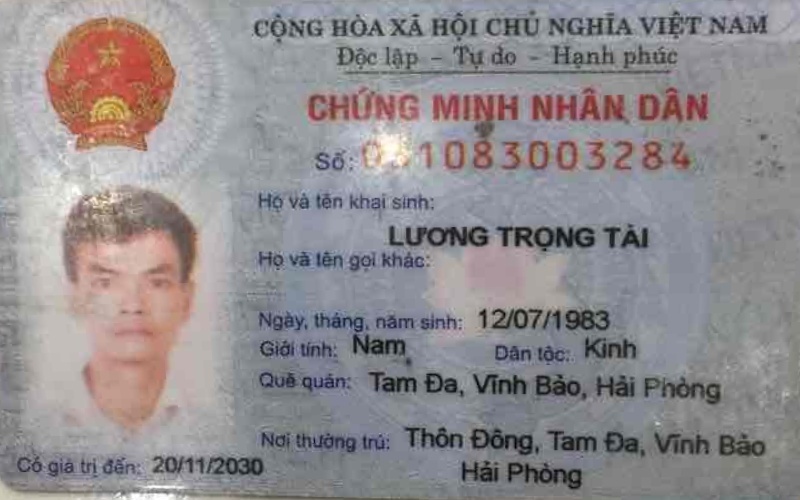 CỘNG HÒA XÃ HỘI CHỦ NGHĨA VIỆT NAM
Độc lập - Tự do - Hạnh phúc
CHỨNG MINH NHÂN DÂN
Số: 031083003284
Họ và tên khai sinh:
LƯƠNG TRỌNG TÀI
Họ và tên gọi khác:
Ngày, tháng, năm sinh: 12/07/1983
Giới tính: Nam Dân tộc: Kinh
Quê quán: Tam Đa, Vĩnh Bảo, Hải Phòng
Nơi thường trú: Thôn Đông, Tam Đa, Vĩnh Bảo
Hải Phòng
Có giá trị đến: 20/11/2030